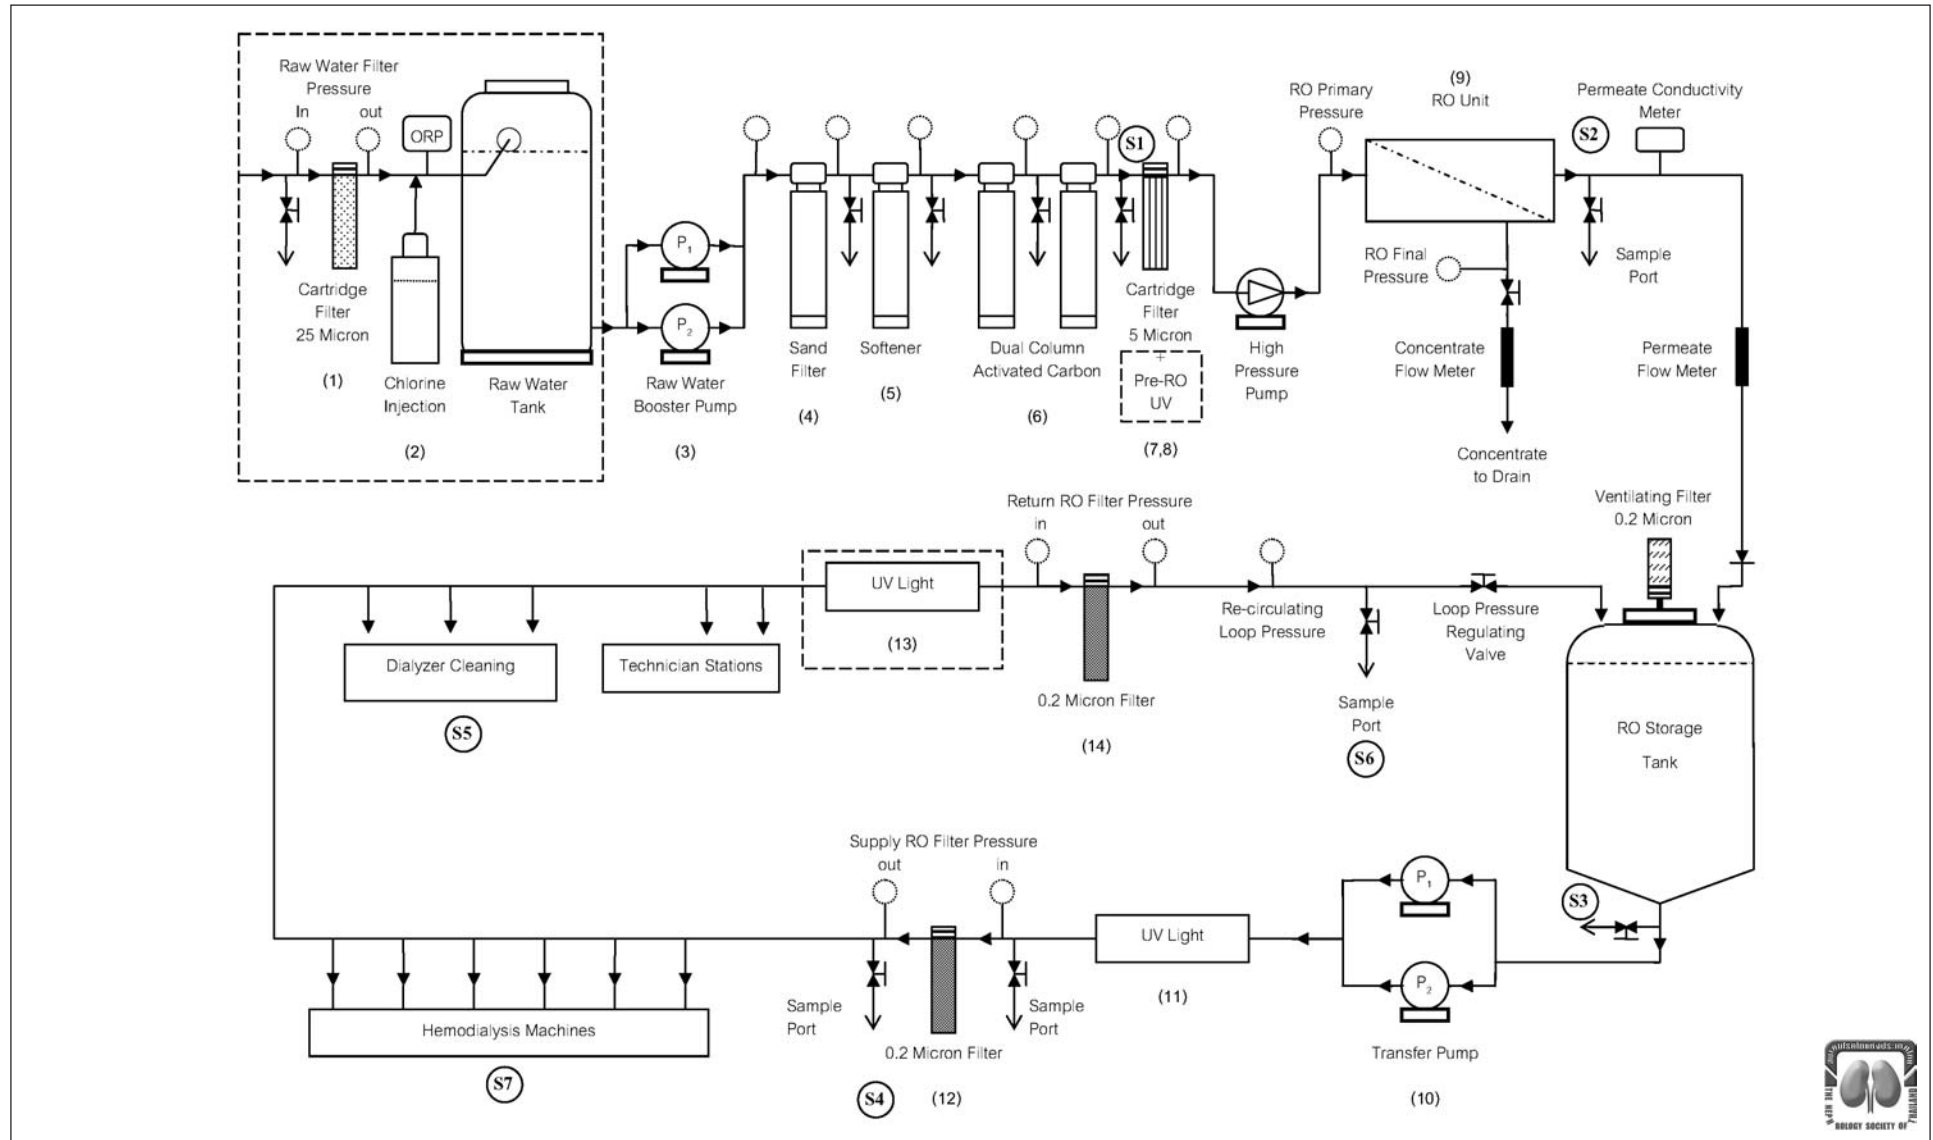 Raw Water Filter
Pressure
In
out
ORP
Cartridge
Filter
25 Micron
(1)
Chlorine
Injection
(2)
Raw Water
Tank
P1
P2
Raw Water
Booster Pump
(3)
Sand
Filter
(4)
Softener
(5)
Dual Column
Activated Carbon
(6)
S1
Cartridge
Filter
5 Micron
+
Pre-RO
UV
(7,8)
High
Pressure
Pump
RO Primary
Pressure
(9)
RO Unit
RO Final
Pressure
Concentrate
Flow Meter
Concentrate
to Drain
S2
Sample
Port
Permeate Conductivity
Meter
Permeate
Flow Meter
Ventilating Filter
0.2 Micron
RO Storage
Tank
Return RO Filter Pressure
in
out
UV Light
(13)
0.2 Micron Filter
(14)
Re-circulating
Loop Pressure
Sample
Port
S6
Loop Pressure
Regulating
Valve
Dialyzer Cleaning
S5
Technician Stations
Supply RO Filter Pressure
out
in
Sample
Port
S4
0.2 Micron Filter
(12)
Sample
Port
UV Light
(11)
P1
P2
Transfer Pump
(10)
S3
Hemodialysis Machines
S7